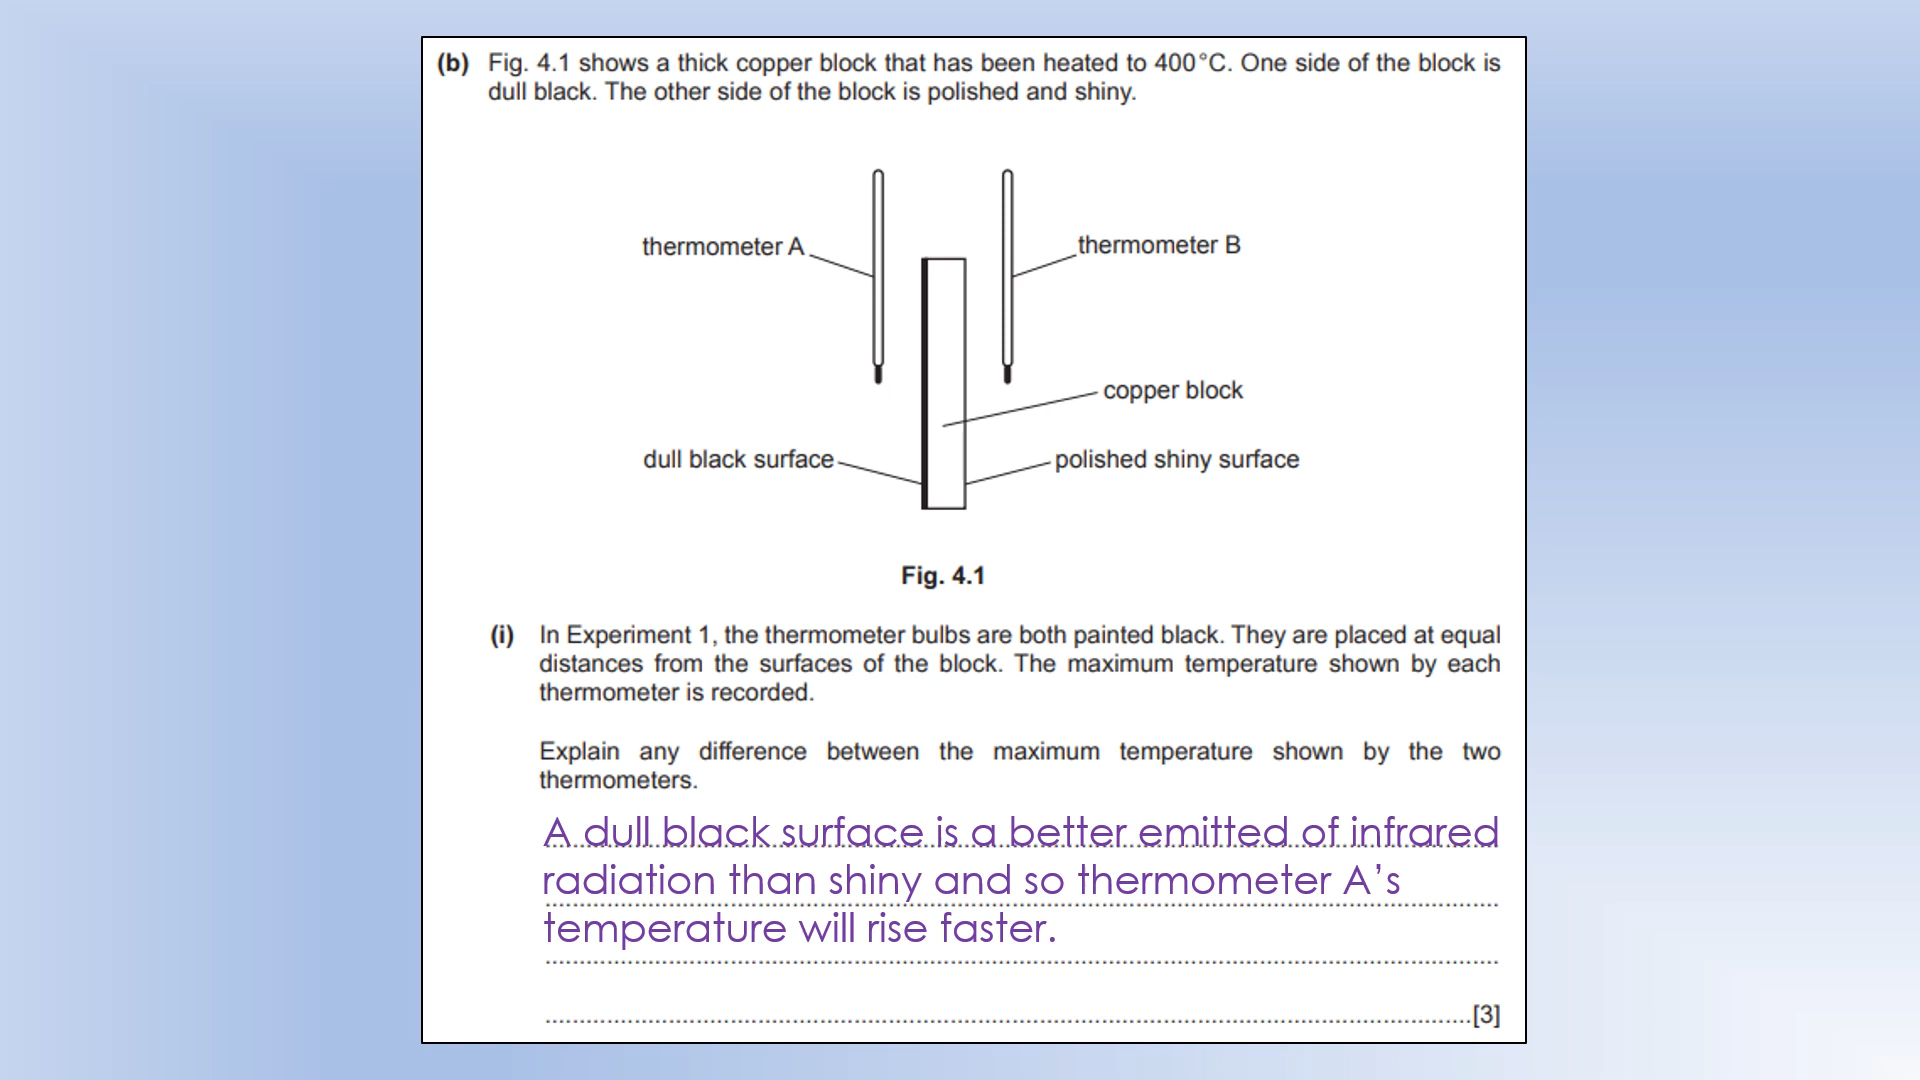 (b) Fig. 4.1 shows a thick copper block that has been heated to 400°C. One side of the block is
dull black. The other side of the block is polished and shiny.
thermometer A
thermometer B
copper block
dull black surface
polished shiny surface
Fig. 4.1
(i) In Experiment 1, the thermometer bulbs are both painted black. They are placed at equal
distances from the surfaces of the block. The maximum temperature shown by each
thermometer is recorded.
Explain any difference between the maximum temperature shown by the two
thermometers.
A dull black surface is a better emitted of infrared
radiation than shiny and so thermometer A's
temperature will rise faster.
[3]